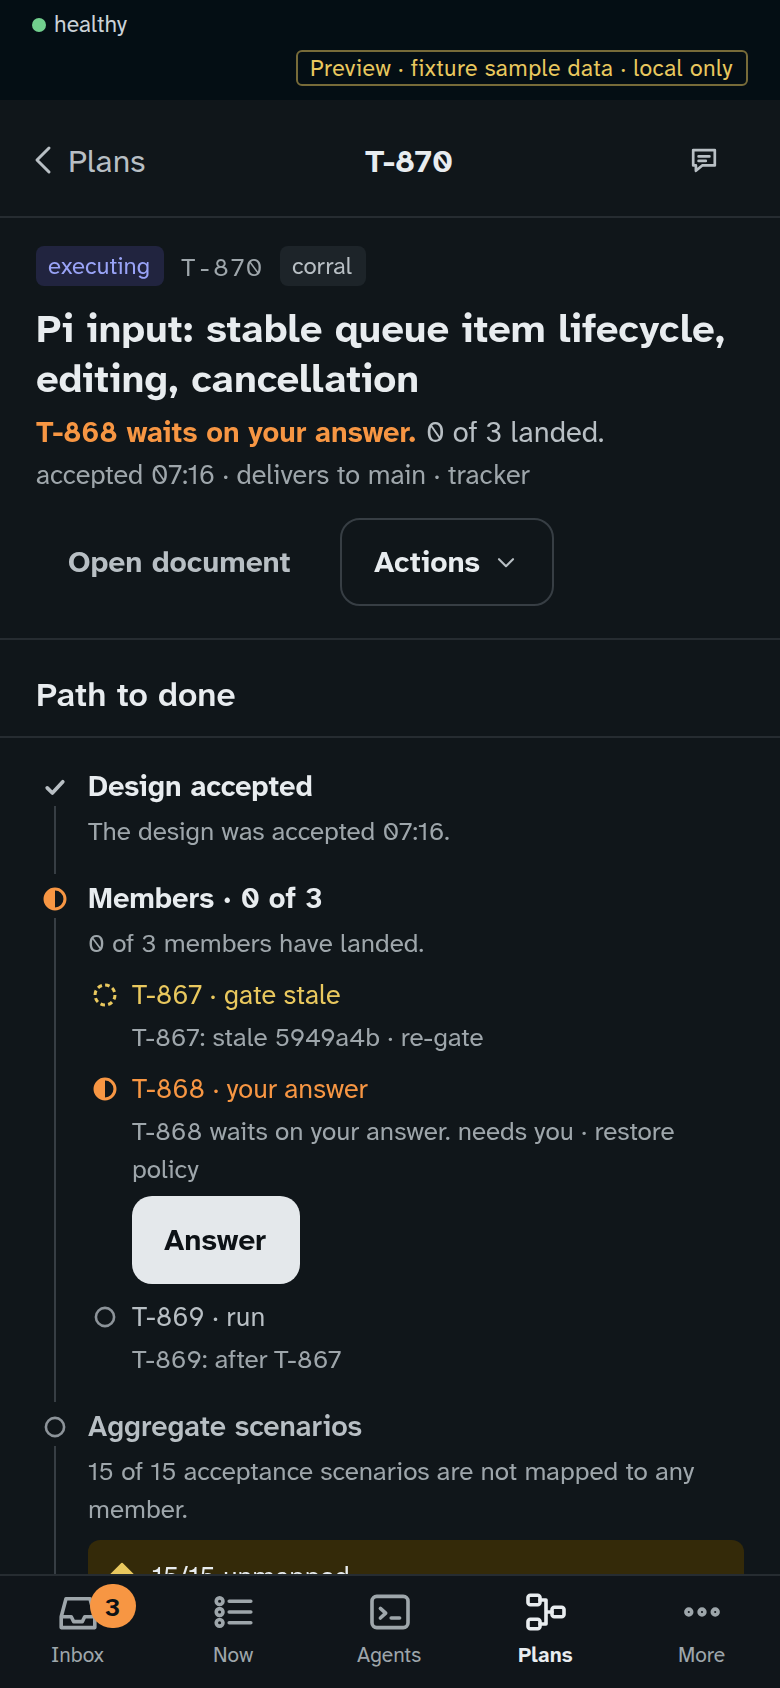 healthy
Preview · fixture sample data · local only
Plans
T-870
executing T-870 corral
Pi input: stable queue item lifecycle,
editing, cancellation
T-868 waits on your answer. 0 of 3 landed.
accepted 07:16 · delivers to main · tracker
Open document
Actions
Path to done
Design accepted
The design was accepted 07:16.
Members · 0 of 3
0 of 3 members have landed.
T-867 · gate stale
T-867: stale 5949a4b · re-gate
T-868 · your answer
T-868 waits on your answer. needs you · restore
policy
Answer
T-869 · run
T-869: after T-867
Aggregate scenarios
15 of 15 acceptance scenarios are not mapped to any
member.
15/15 unmapped
3
Inbox
Now
Agents
Plans
More